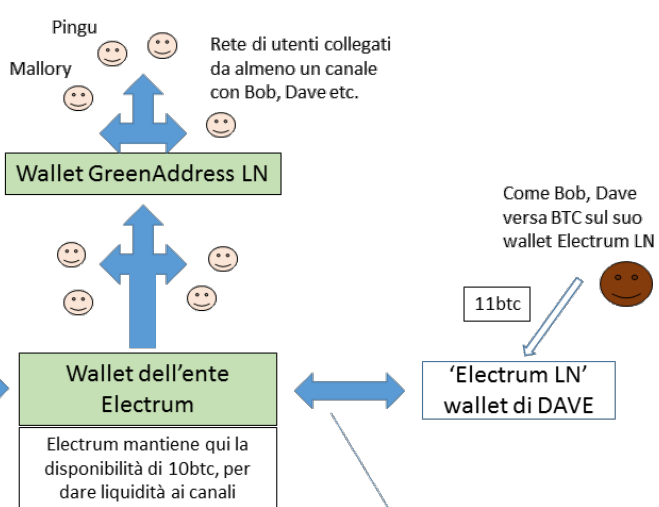 Pingu
Mallory
Rete di utenti collegati
da almeno un canale
con Bob, Dave etc.
Wallet GreenAddress LN
Come Bob, Dave
versa BTC sul suo
wallet Electrum LN
11btc
Wallet dell’ente
Electrum
‘Electrum LN’
wallet di DAVE
Electrum mantiene qui la
disponibilità di 10btc, per
dare liquidità ai canali